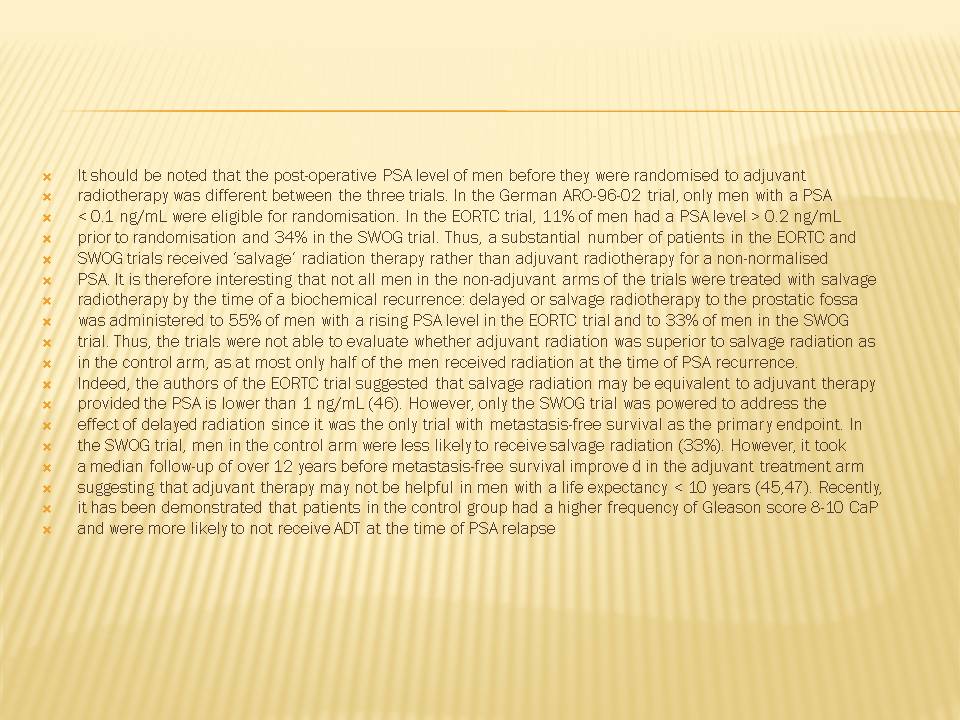 It should be noted that the post-operative PSA level of men before they were randomised to adjuvant
radiotherapy was different between the three trials. In the German ARO-96-02 trial, only men with a PSA
< 0.1 ng/mL were eligible for randomisation. In the EORTC trial, 11% of men had a PSA level > 0.2 ng/mL
prior to randomisation and 34% in the SWOG trial. Thus, a substantial number of patients in the EORTC and
SWOG trials received ‘salvage’ radiation therapy rather than adjuvant radiotherapy for a non-normalised
PSA. It is therefore interesting that not all men in the non-adjuvant arms of the trials were treated with salvage
radiotherapy by the time of a biochemical recurrence: delayed or salvage radiotherapy to the prostatic fossa
was administered to 55% of men with a rising PSA level in the EORTC trial and to 33% of men in the SWOG
trial. Thus, the trials were not able to evaluate whether adjuvant radiation was superior to salvage radiation as
in the control arm, as at most only half of the men received radiation at the time of PSA recurrence.
Indeed, the authors of the EORTC trial suggested that salvage radiation may be equivalent to adjuvant therapy
provided the PSA is lower than 1 ng/mL (46). However, only the SWOG trial was powered to address the
effect of delayed radiation since it was the only trial with metastasis-free survival as the primary endpoint. In
the SWOG trial, men in the control arm were less likely to receive salvage radiation (33%). However, it took
a median follow-up of over 12 years before metastasis-free survival improve d in the adjuvant treatment arm
suggesting that adjuvant therapy may not be helpful in men with a life expectancy < 10 years (45,47). Recently,
it has been demonstrated that patients in the control group had a higher frequency of Gleason score 8-10 CaP
and were more likely to not receive ADT at the time of PSA relapse